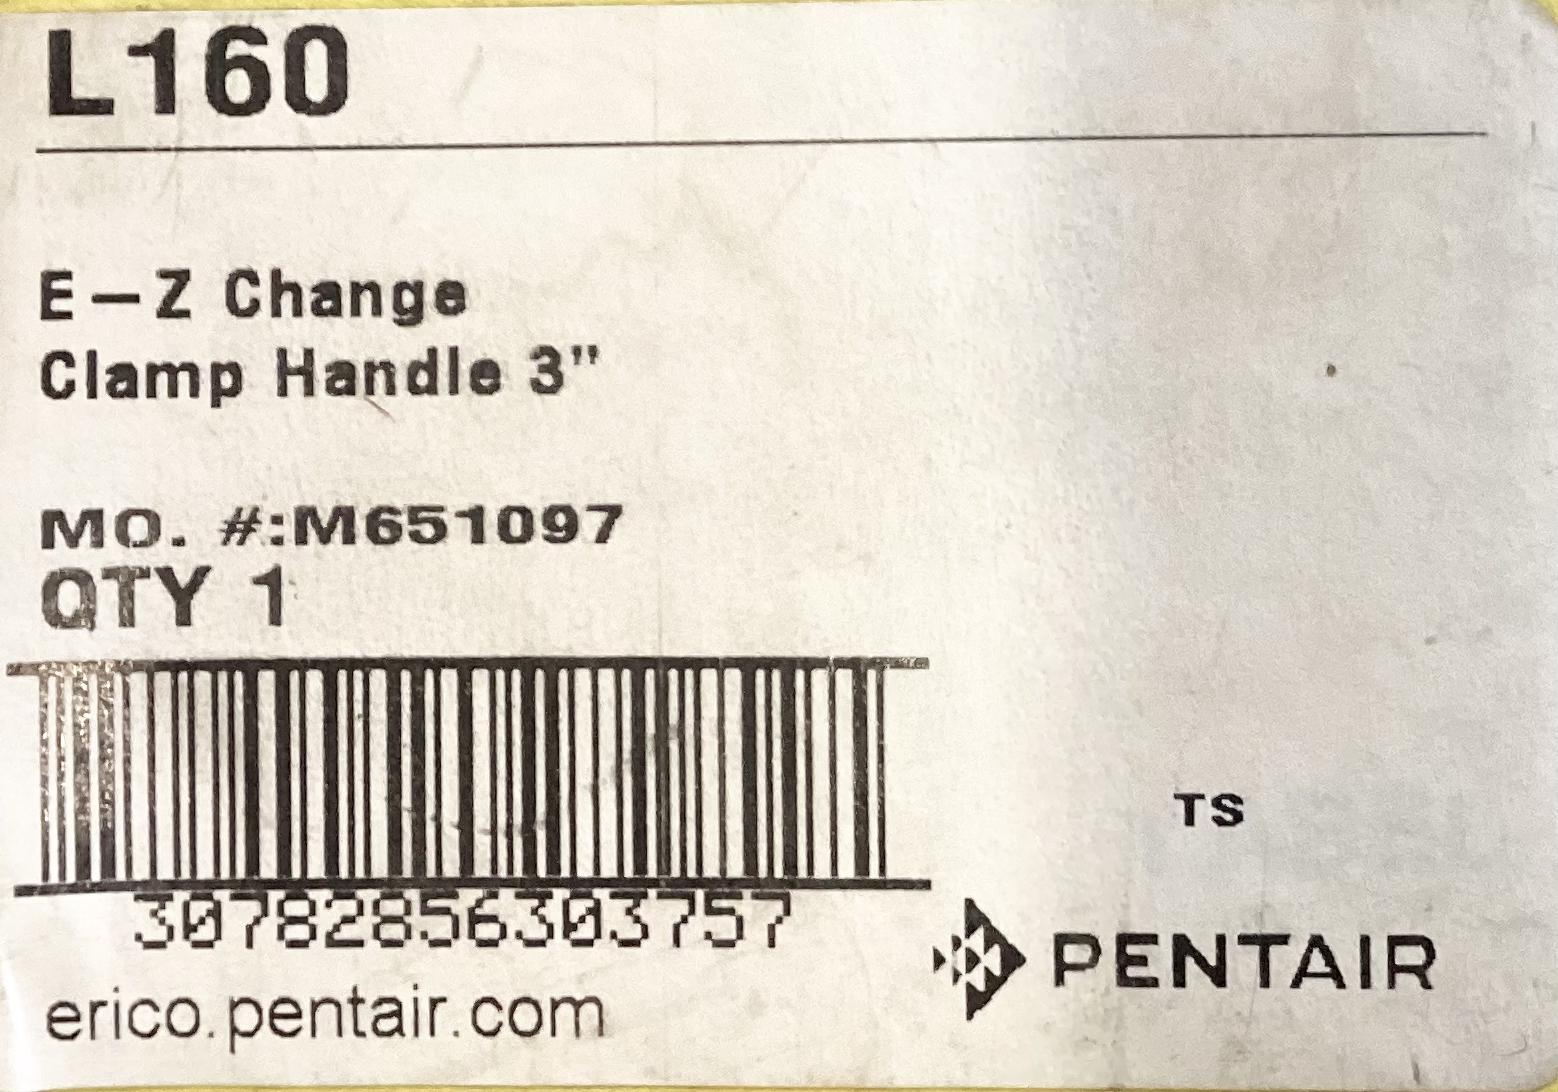 L160
E-Z Change
Clamp Handle 3"
MO. #:M651097
QTY 1
30782856303757
TS
PENTAIR
erico.pentair.com